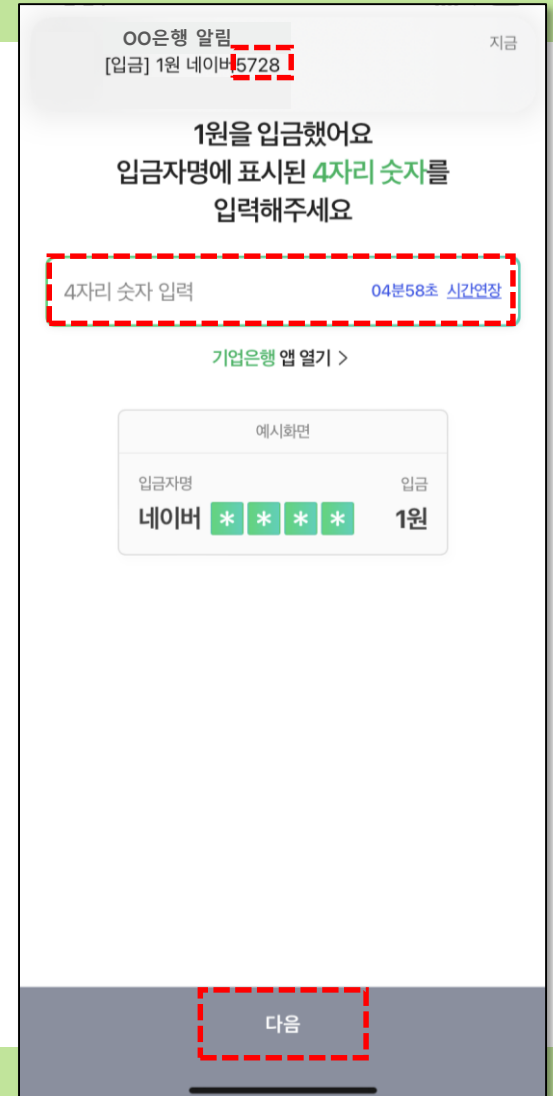 OO은행 알림
지금
[입금] 1원 네이버5728
1원을 입금했어요
입금자명에 표시된 4자리 숫자를
입력해주세요
4자리 숫자 입력 04분58초 시간연장
기업은행 앱 열기 >
예시화면
입금자명 입금
네이버 * * * * 1원
다음